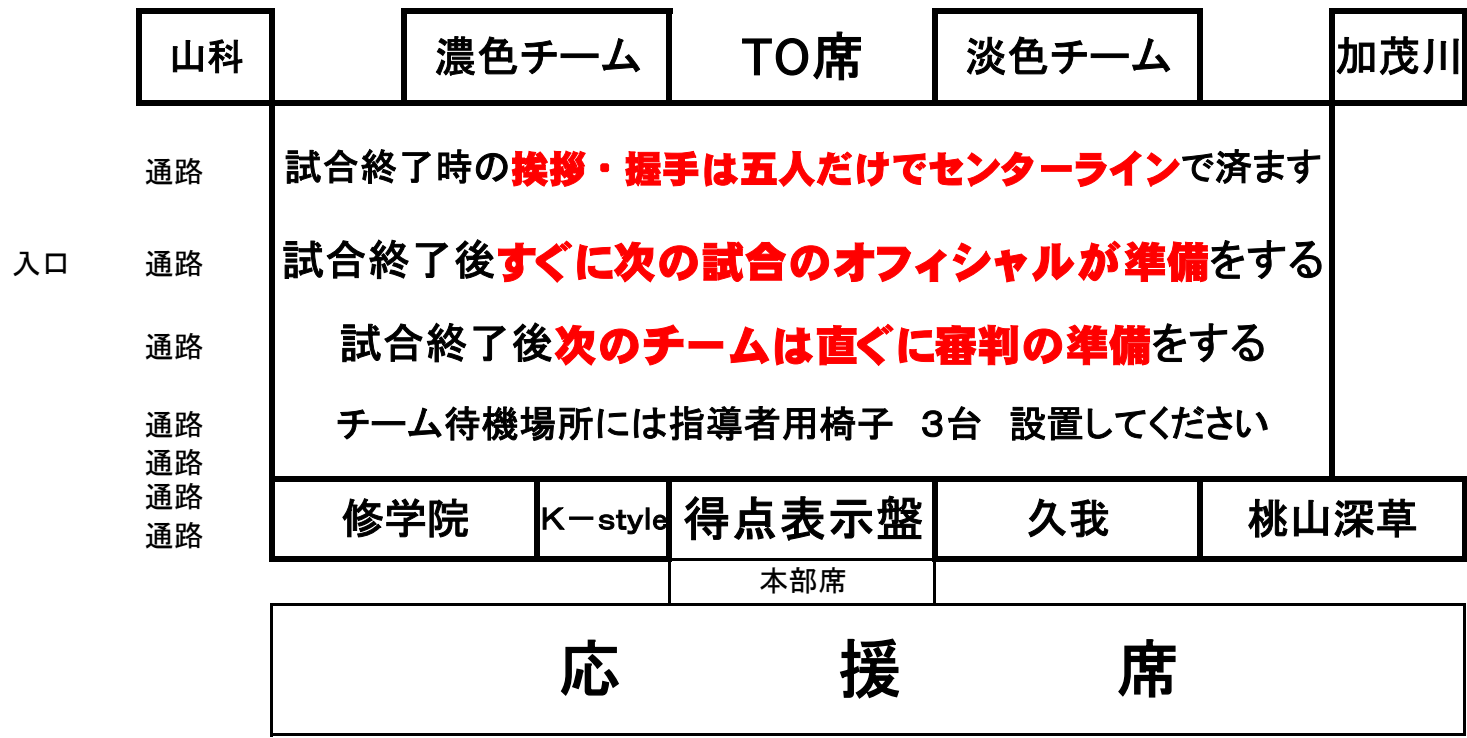 山科 濃色チーム TO席 淡色チーム 加茂川
通路 試合終了時の挨拶・握手は五人だけでセンターラインで済ます
入口 通路 試合終了後すぐに次の試合のオフィシャルが準備をする
通路 試合終了後次のチームは直ぐに審判の準備をする
通路 チーム待機場所には指導者用椅子　３台　設置してください
通路
通路 修学院 K－style 得点表示盤 久我 桃山深草
通路
本部席
応　援　席